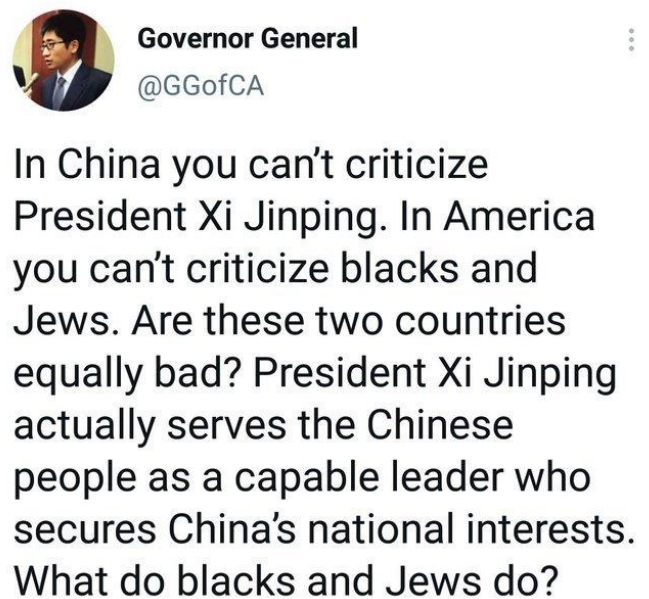 Governor General
@GGofCA
In China you can't criticize
President Xi Jinping. In America
you can't criticize blacks and
Jews. Are these two countries
equally bad? President Xi Jinping
actually serves the Chinese
people as a capable leader who
secures China's national interests.
What do blacks and Jews do?